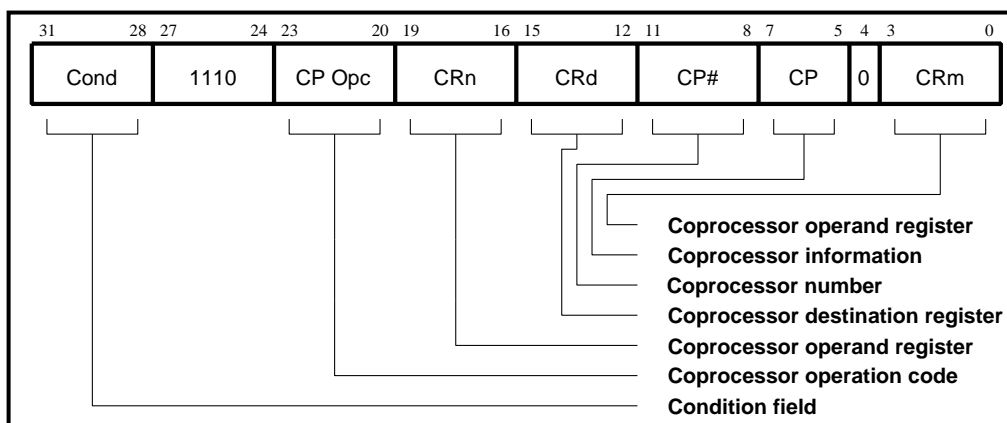 31 28 27 24 23 20 19 16 15 12 11 8 7 5 4 3 0
Cond 1110 CP Opc CRn CRd CP# CP 0 CRm
Coprocessor operand register
Coprocessor information
Coprocessor number
Coprocessor destination register
Coprocessor operand register
Coprocessor operation code
Condition field